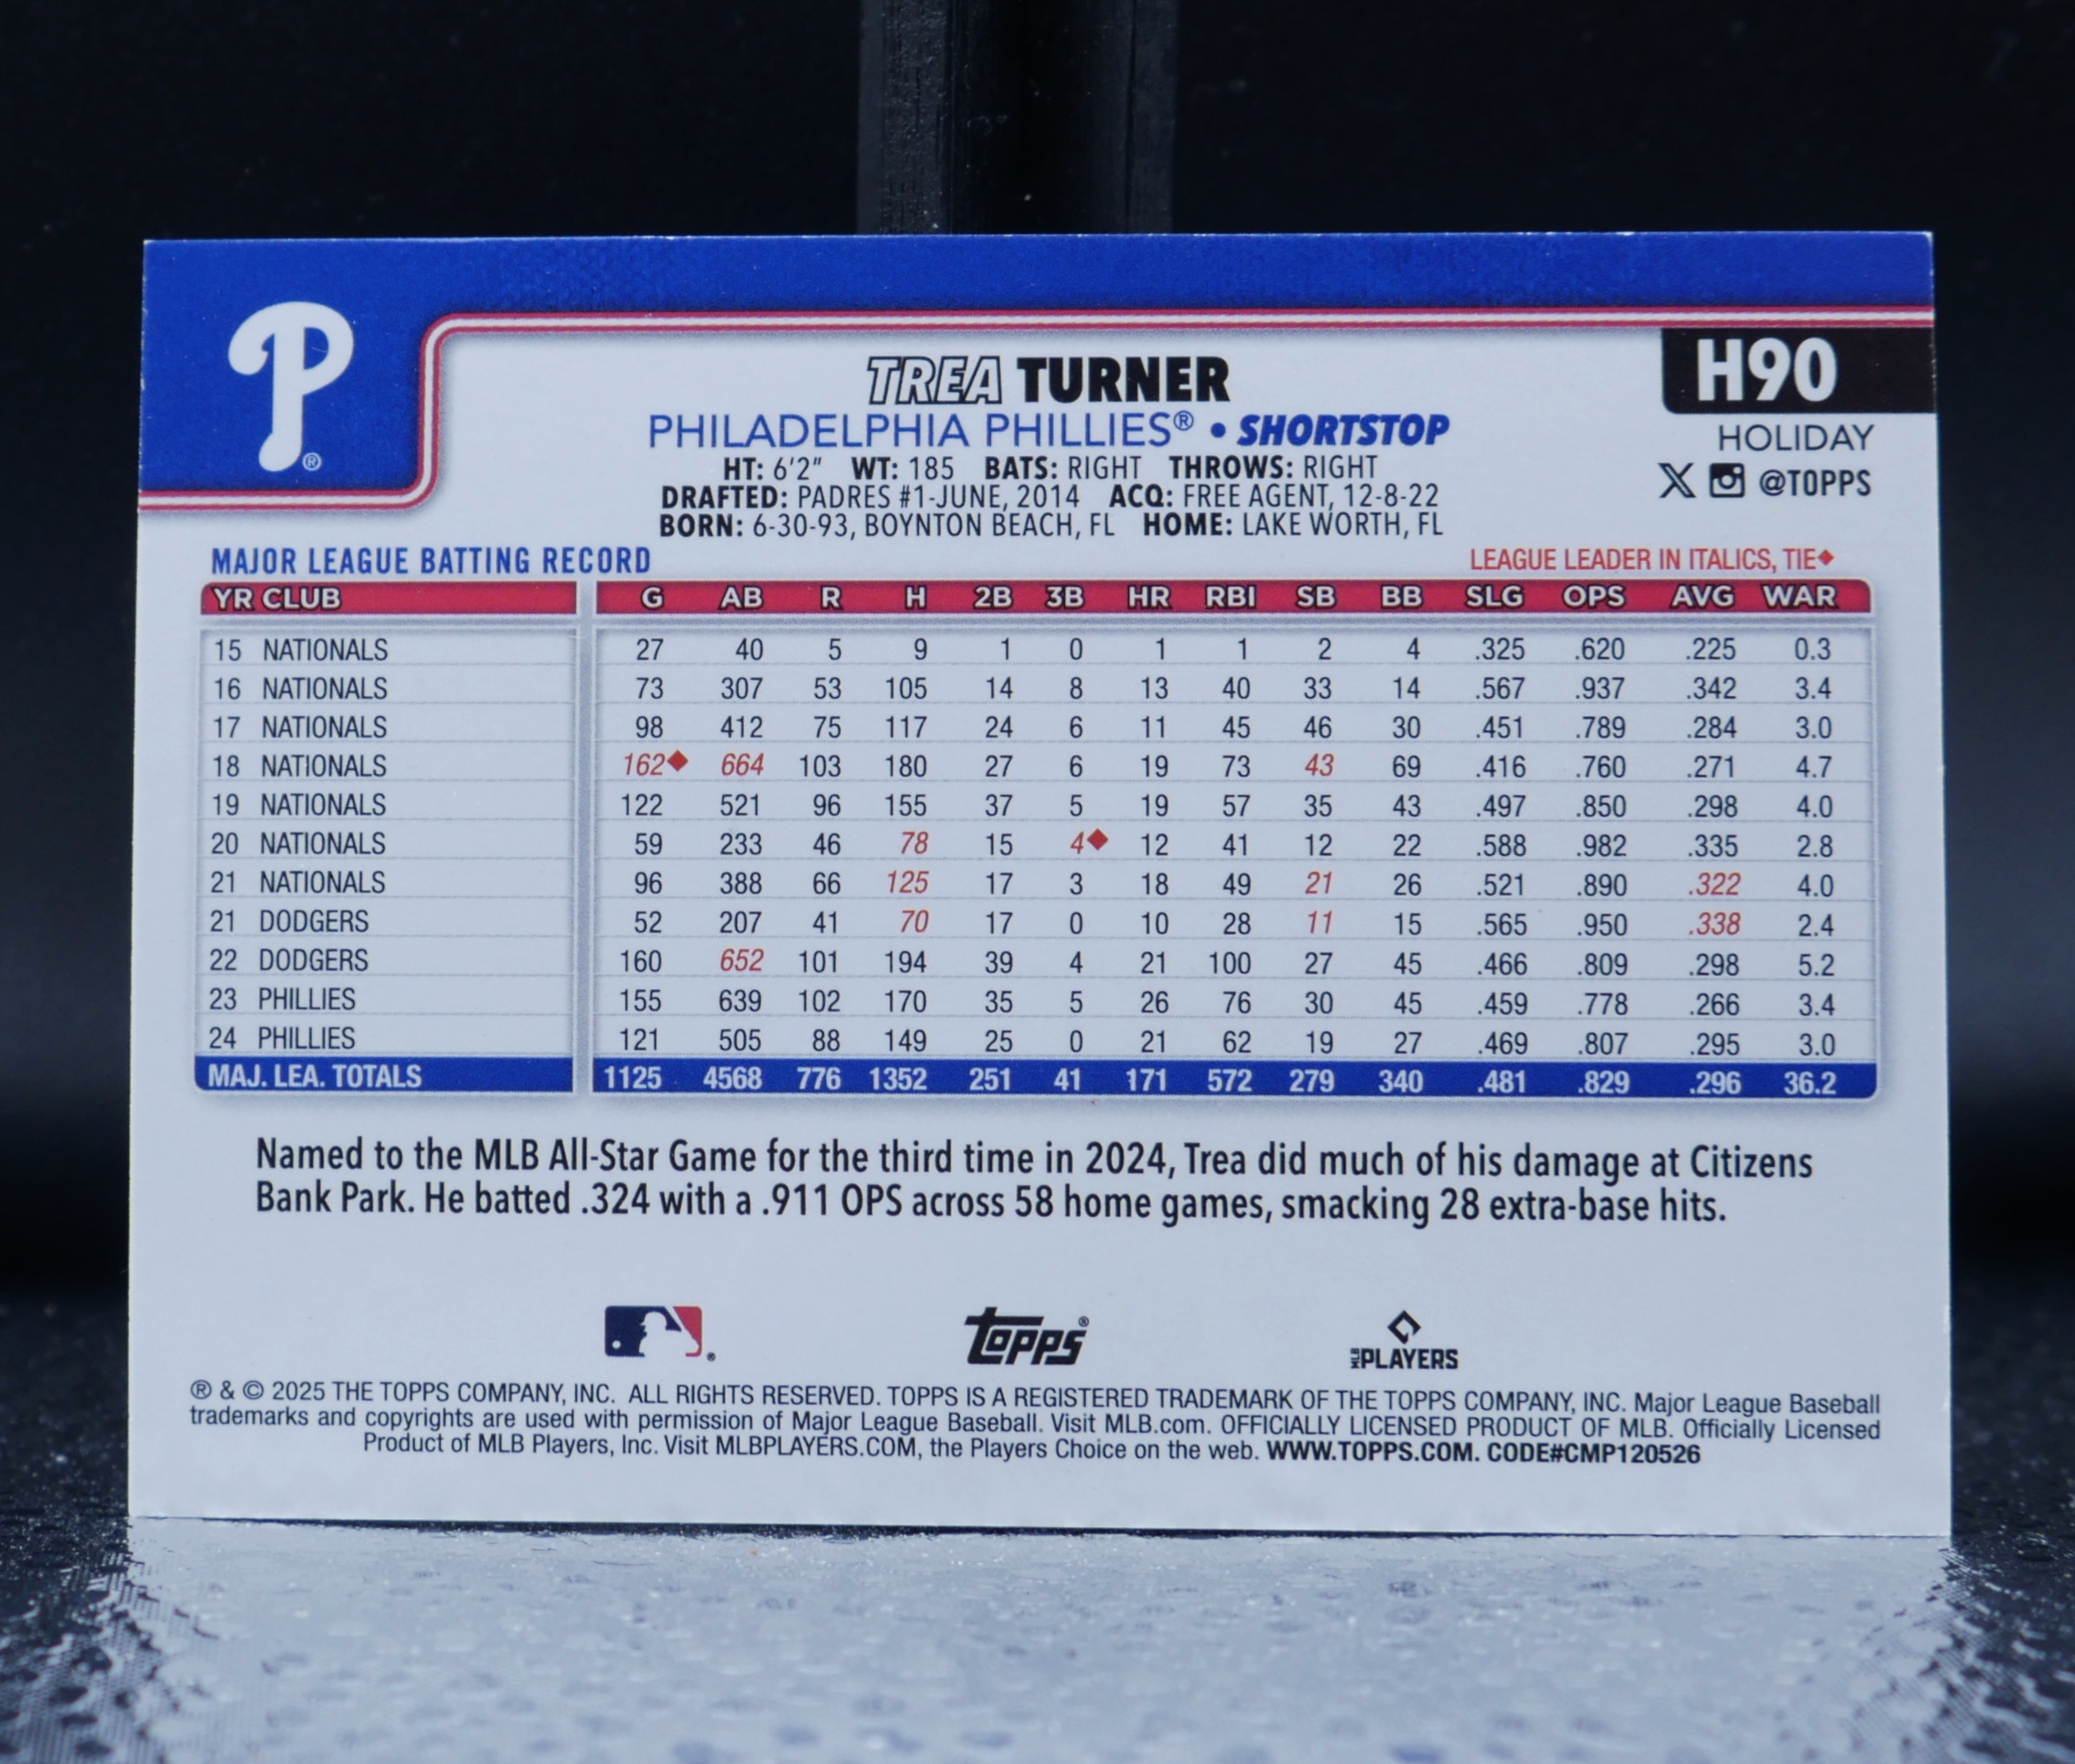 P®
TREA TURNER
PHILADELPHIA PHILLIES® • SHORTSTOP
HT: 6'2" WT: 185 BATS: RIGHT THROWS: RIGHT
DRAFTED: PADRES #1-JUNE, 2014 ACQ: FREE AGENT, 12-8-22
BORN: 6-30-93, BOYNTON BEACH, FL HOME: LAKE WORTH, FL
H90
HOLIDAY
X @TOPPS
MAJOR LEAGUE BATTING RECORD LEAGUE LEADER IN ITALICS, TIE◆
YR CLUB G AB R H 2B 3B HR RBI SB BB SLG OPS AVG WAR
15 NATIONALS 27 40 5 9 1 0 1 1 2 4 .325 .620 .225 0.3
16 NATIONALS 73 307 53 105 14 8 13 40 33 14 .567 .937 .342 3.4
17 NATIONALS 98 412 75 117 24 6 11 45 46 30 .451 .789 .284 3.0
18 NATIONALS 162◆ 664 103 180 27 6 19 73 43 69 .416 .760 .271 4.7
19 NATIONALS 122 521 96 155 37 5 19 57 35 43 .497 .850 .298 4.0
20 NATIONALS 59 233 46 78 15 4◆ 12 41 12 22 .588 .982 .335 2.8
21 NATIONALS 96 388 66 125 17 3 18 49 21 26 .521 .890 .322 4.0
21 DODGERS 52 207 41 70 17 0 10 28 11 15 .565 .950 .338 2.4
22 DODGERS 160 652 101 194 39 4 21 100 27 45 .466 .809 .298 5.2
23 PHILLIES 155 639 102 170 35 5 26 76 30 45 .459 .778 .266 3.4
24 PHILLIES 121 505 88 149 25 0 21 62 19 27 .469 .807 .295 3.0
MAJ. LEA. TOTALS 1125 4568 776 1352 251 41 171 572 279 340 .481 .829 .296 36.2
Named to the MLB All-Star Game for the third time in 2024, Trea did much of his damage at Citizens
Bank Park. He batted .324 with a .911 OPS across 58 home games, smacking 28 extra-base hits.
® topps® MLB PLAYERS
® & © 2025 THE TOPPS COMPANY, INC. ALL RIGHTS RESERVED. TOPPS IS A REGISTERED TRADEMARK OF THE TOPPS COMPANY, INC. Major League Baseball
trademarks and copyrights are used with permission of Major League Baseball. Visit MLB.com. OFFICIALLY LICENSED PRODUCT OF MLB. Officially Licensed
Product of MLB Players, Inc. Visit MLBPLAYERS.COM, the Players Choice on the web. WWW.TOPPS.COM. CODE#CMP120526